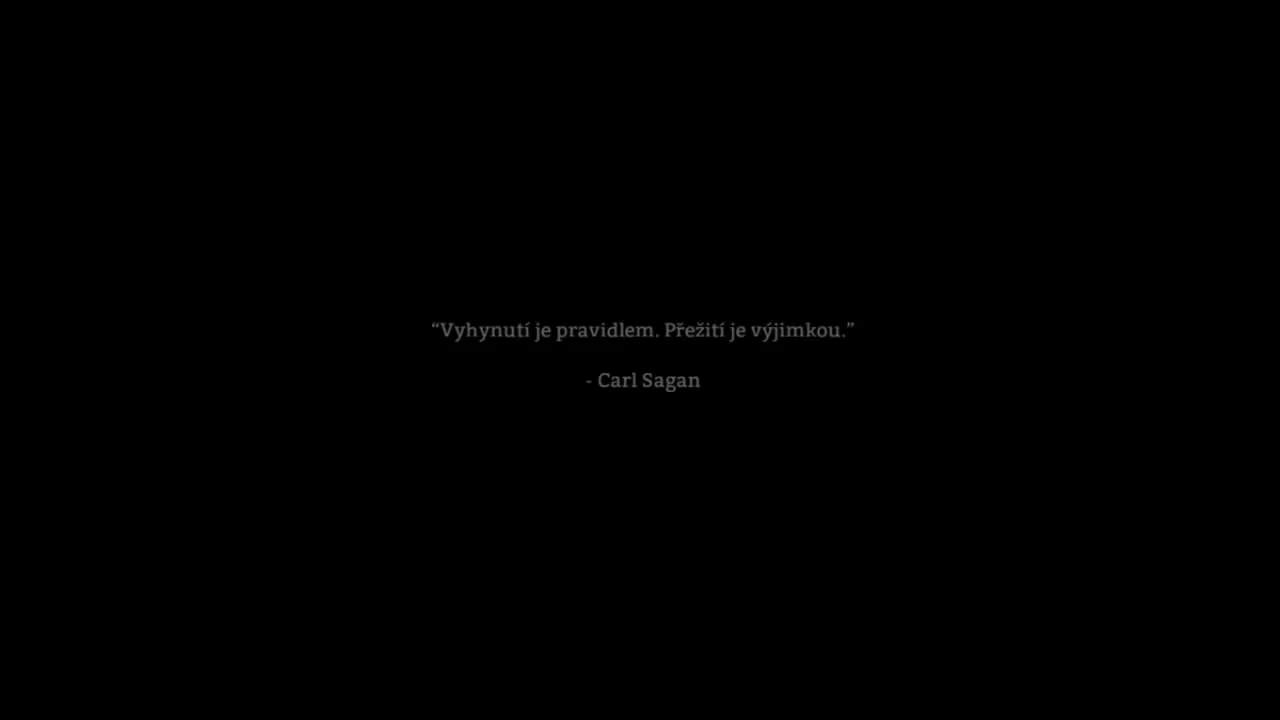 “Vyhynutí je pravidlem. Přežití je výjimkou.”
- Carl Sagan